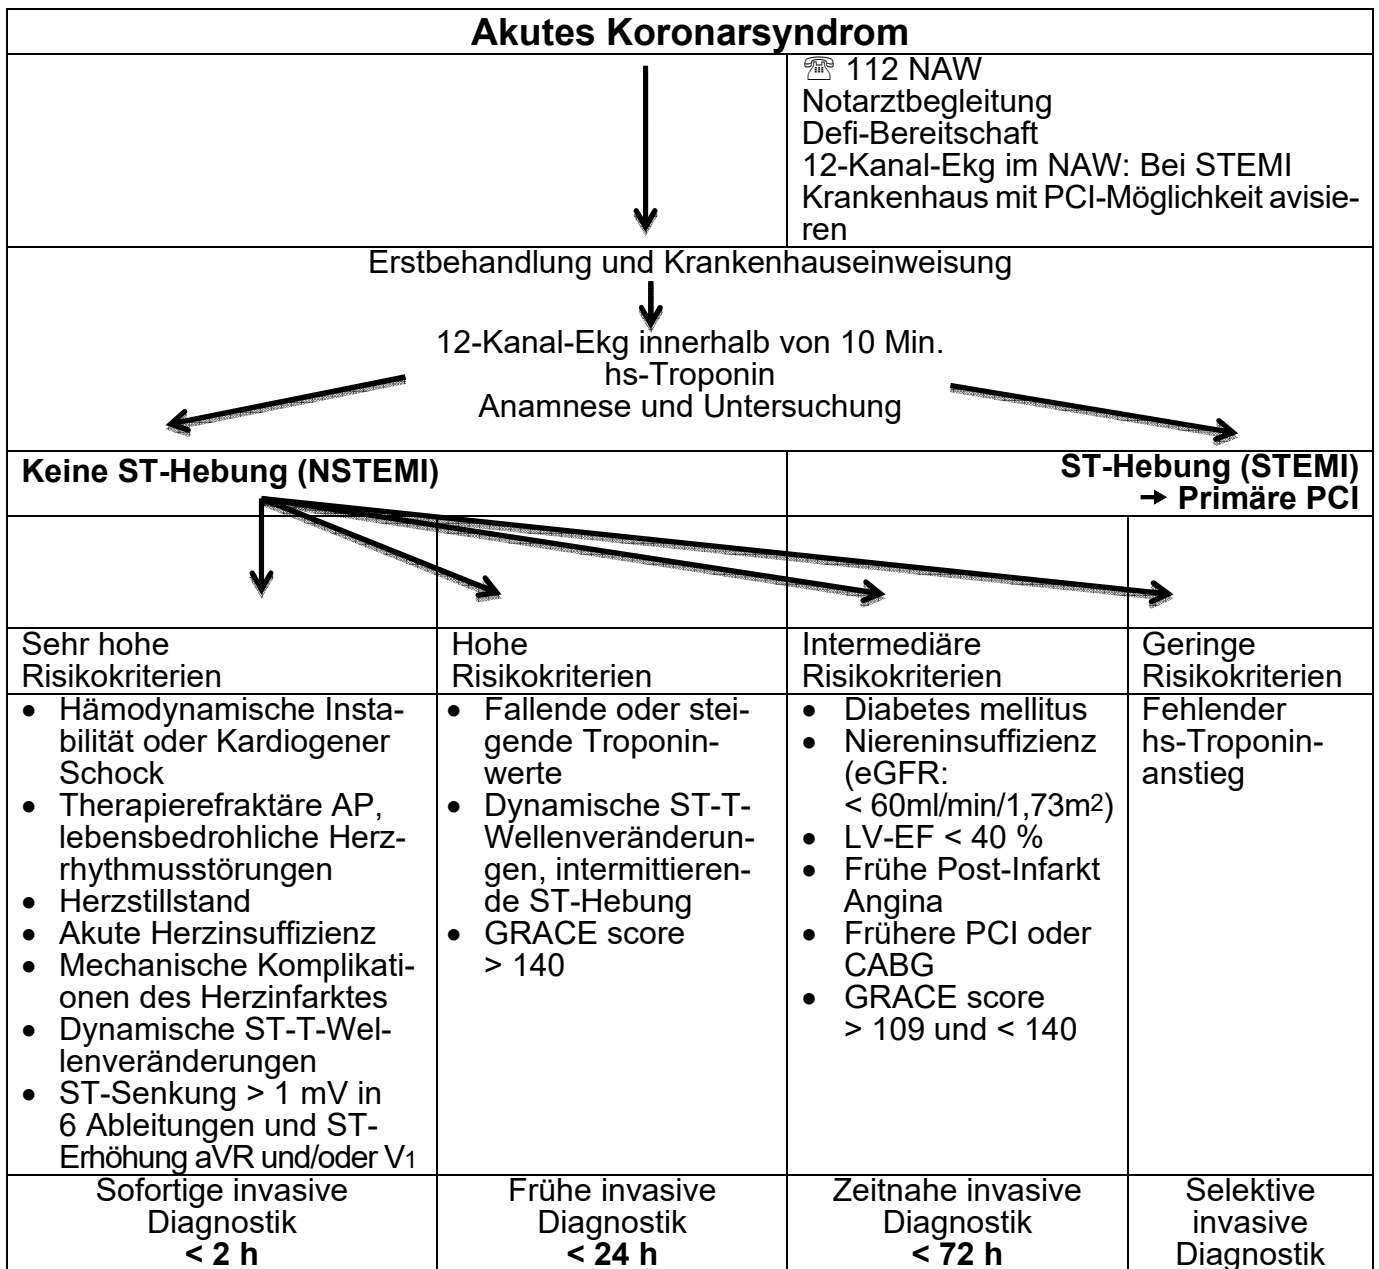 Akutes Koronarsyndrom
☏ 112 NAW
Notarztbegleitung
Defi-Bereitschaft
12-Kanal-Ekg im NAW: Bei STEMI
Krankenhaus mit PCI-Möglichkeit avisie-
ren
Erstbehandlung und Krankenhauseinweisung
12-Kanal-Ekg innerhalb von 10 Min.
hs-Troponin
Anamnese und Untersuchung
Keine ST-Hebung (NSTEMI)
ST-Hebung (STEMI)
→ Primäre PCI
Sehr hohe
Risikokriterien
Hohe
Risikokriterien
Intermediäre
Risikokriterien
Geringe
Risikokriterien
• Hämodynamische Insta-
bilität oder Kardiogener
Schock
• Therapierefraktäre AP,
lebensbedrohliche Herz-
rhythmusstörungen
• Herzstillstand
• Akute Herzinsuffizienz
• Mechanische Komplikati-
onen des Herzinfarktes
• Dynamische ST-T-Wel-
lenveränderungen
• ST-Senkung > 1 mV in
6 Ableitungen und ST-
Erhöhung aVR und/oder V1
• Fallende oder stei-
gende Troponin-
werte
• Dynamische ST-T-
Wellenveränderun-
gen, intermittieren-
de ST-Hebung
• GRACE score
> 140
• Diabetes mellitus
• Niereninsuffizienz
(eGFR:
< 60ml/min/1,73m2)
• LV-EF < 40 %
• Frühe Post-Infarkt
Angina
• Frühere PCI oder
CABG
• GRACE score
> 109 und < 140
Fehlender
hs-Troponin-
anstieg
Sofortige invasive
Diagnostik
< 2 h
Frühe invasive
Diagnostik
< 24 h
Zeitnahe invasive
Diagnostik
< 72 h
Selektive
invasive
Diagnostik